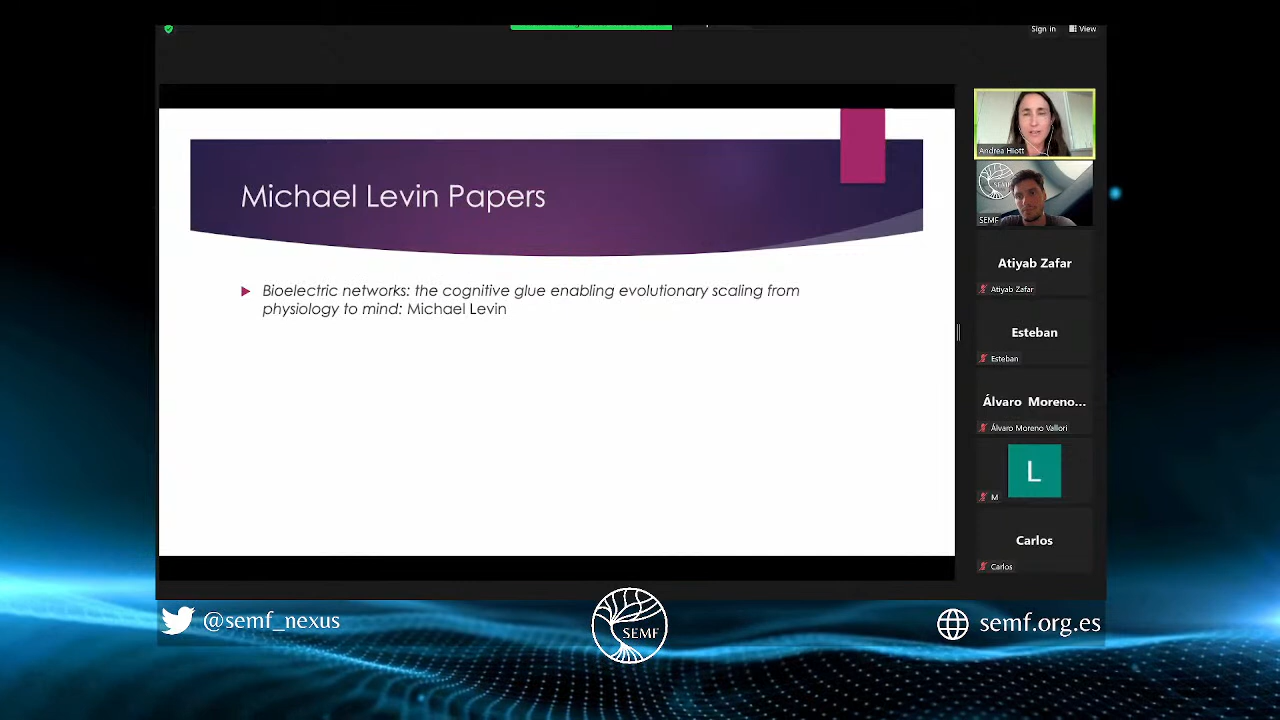 Sign in
View
Michael Levin Papers
Bioelectric networks: the cognitive glue enabling evolutionary scaling from
physiology to mind: Michael Levin
Andrea Hiott
SEMF
Atiyab Zafar
Atiyab Zafar
Esteban
Esteban
Álvaro Moreno...
Álvaro Moreno Vallori
L
M
Carlos
Carlos
@semf_nexus
SEMF
semf.org.es